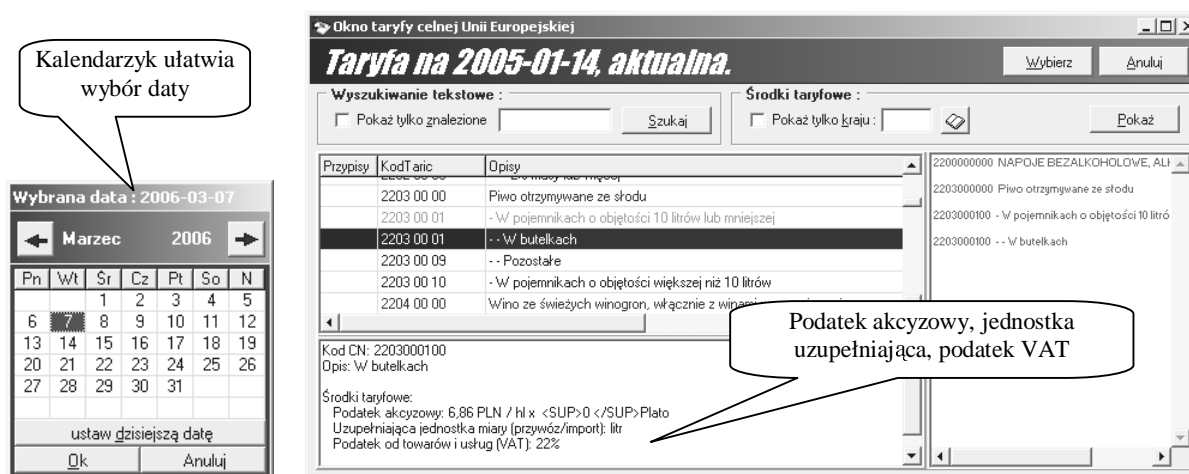 Kalendarzyk ułatwia
wybór daty
Wybrana data : 2006-03-07
Marzec 2006
Pn Wt Śr Cz Pt So N
1 2 3 4 5
6 7 8 9 10 11 12
13 14 15 16 17 18 19
20 21 22 23 24 25 26
27 28 29 30 31
ustaw dzisiejszą datę
Ok Anuluj
Okno taryfy celnej Unii Europejskiej
Taryfa na 2005-01-14, aktualna.
Wybierz Anuluj
Wyszukiwanie tekstowe :
Pokaż tylko znalezione Szukaj
Środki taryfowe :
Pokaż tylko kraju : Pokaż
Przypisy KodTaric Opisy
2203 00 00 Piwo otrzymywane ze słodu
2203 00 01 - W pojemnikach o objętości 10 litrów lub mniejszej
2203 00 01 - - W butelkach
2203 00 09 - - Pozostałe
2203 00 10 - W pojemnikach o objętości większej niż 10 litrów
2204 00 00 Wino ze świeżych winogron, włącznie z
2200000000 NAPOJE BEZALKOHOLOWE, ALK
2203000000 Piwo otrzymywane ze słodu
2203000100 - W pojemnikach o objętości 10 litró
2203000100 - - W butelkach
Podatek akcyzowy, jednostka
uzupełniająca, podatek VAT
Kod CN: 2203000100
Opis: W butelkach
Środki taryfowe:
Podatek akcyzowy: 6,86 PLN / hl x <SUP>0 </SUP>Plato
Uzupełniająca jednostka miary (przywóz/import): litr
Podatek od towarów i usług (VAT): 22%